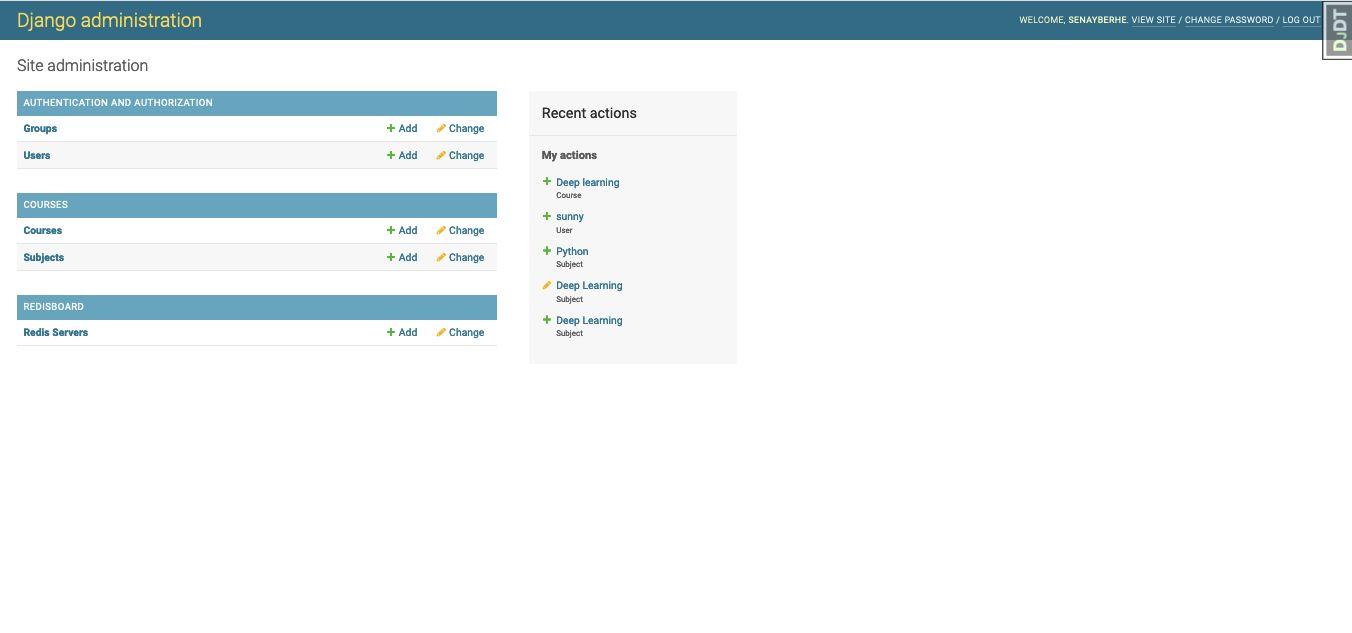 Django administration
WELCOME, SENAYBERHE. VIEW SITE / CHANGE PASSWORD / LOG OUT
DJDT
Site administration
AUTHENTICATION AND AUTHORIZATION
Groups Add Change
Users Add Change
COURSES
Courses Add Change
Subjects Add Change
REDISBOARD
Redis Servers Add Change
Recent actions
My actions
Deep learning
Course
sunny
User
Python
Subject
Deep Learning
Subject
Deep Learning
Subject